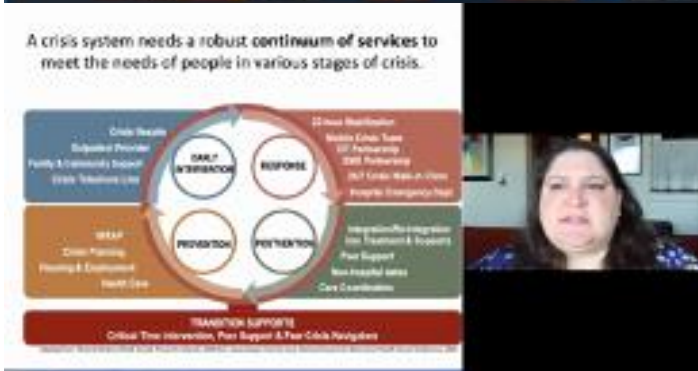 A crisis system needs a robust continuum of services to
meet the needs of people in various stages of crisis.
Crisis Respite
Outpatient Provider
Family & Community Support
Crisis Telephone Line
EARLY
INTERVENTION
RESPONSE
23-hour Stabilization
Mobile Crisis Team
CIT Partnership
EMS Partnership
24/7 Crisis Walk-in Clinic
Hospital Emergency Dept
WRAP
Crisis Planning
Housing & Employment
Health Care
PREVENTION
POSTVENTION
Integration/Re-integration
into Treatment & Supports
Peer Support
Non-hospital detox
Care Coordination
TRANSITION SUPPORTS
Critical Time Intervention, Peer Support & Peer Crisis Navigators